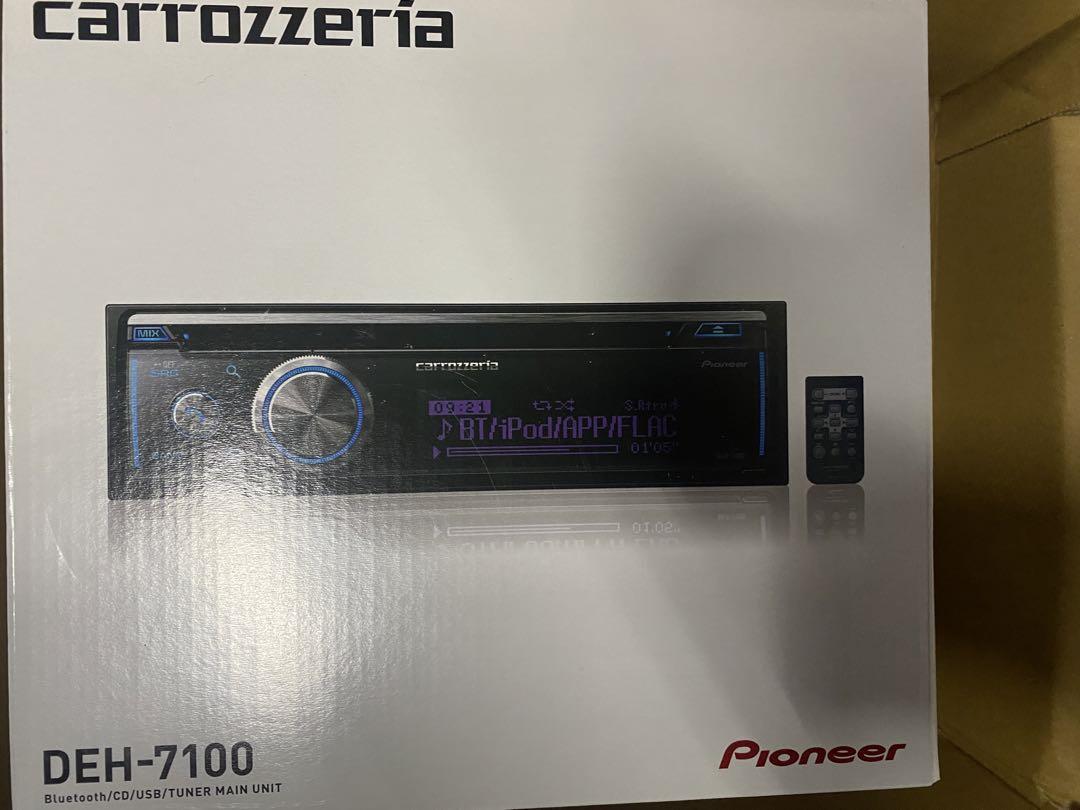 carrozzeria
MIX
SRC
carrozzeria
Pioneer
09:21
S.Rtrv
BT/iPod/APP/FLAC
01'05"
DEH-7100
Bluetooth/CD/USB/TUNER MAIN UNIT
Pioneer